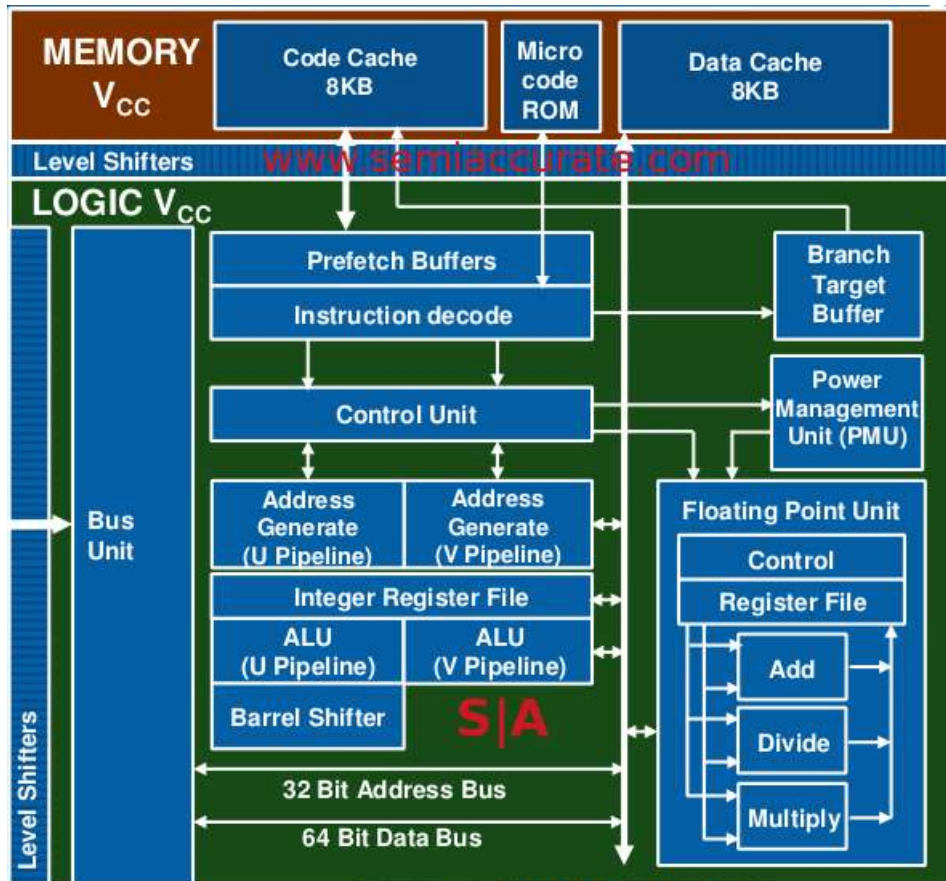 MEMORY
VCC
Code Cache
8KB
Micro
code
ROM
Data Cache
8KB
Level Shifters
www.semiaccurate.com
LOGIC VCC
Prefetch Buffers
Instruction decode
Branch
Target
Buffer
Control Unit
Power
Management
Unit (PMU)
Bus
Unit
Address
Generate
(U Pipeline)
Address
Generate
(V Pipeline)
Integer Register File
ALU
(U Pipeline)
ALU
(V Pipeline)
Barrel Shifter
S|A
Floating Point Unit
Control
Register File
Add
Divide
Multiply
32 Bit Address Bus
64 Bit Data Bus
Level Shifters